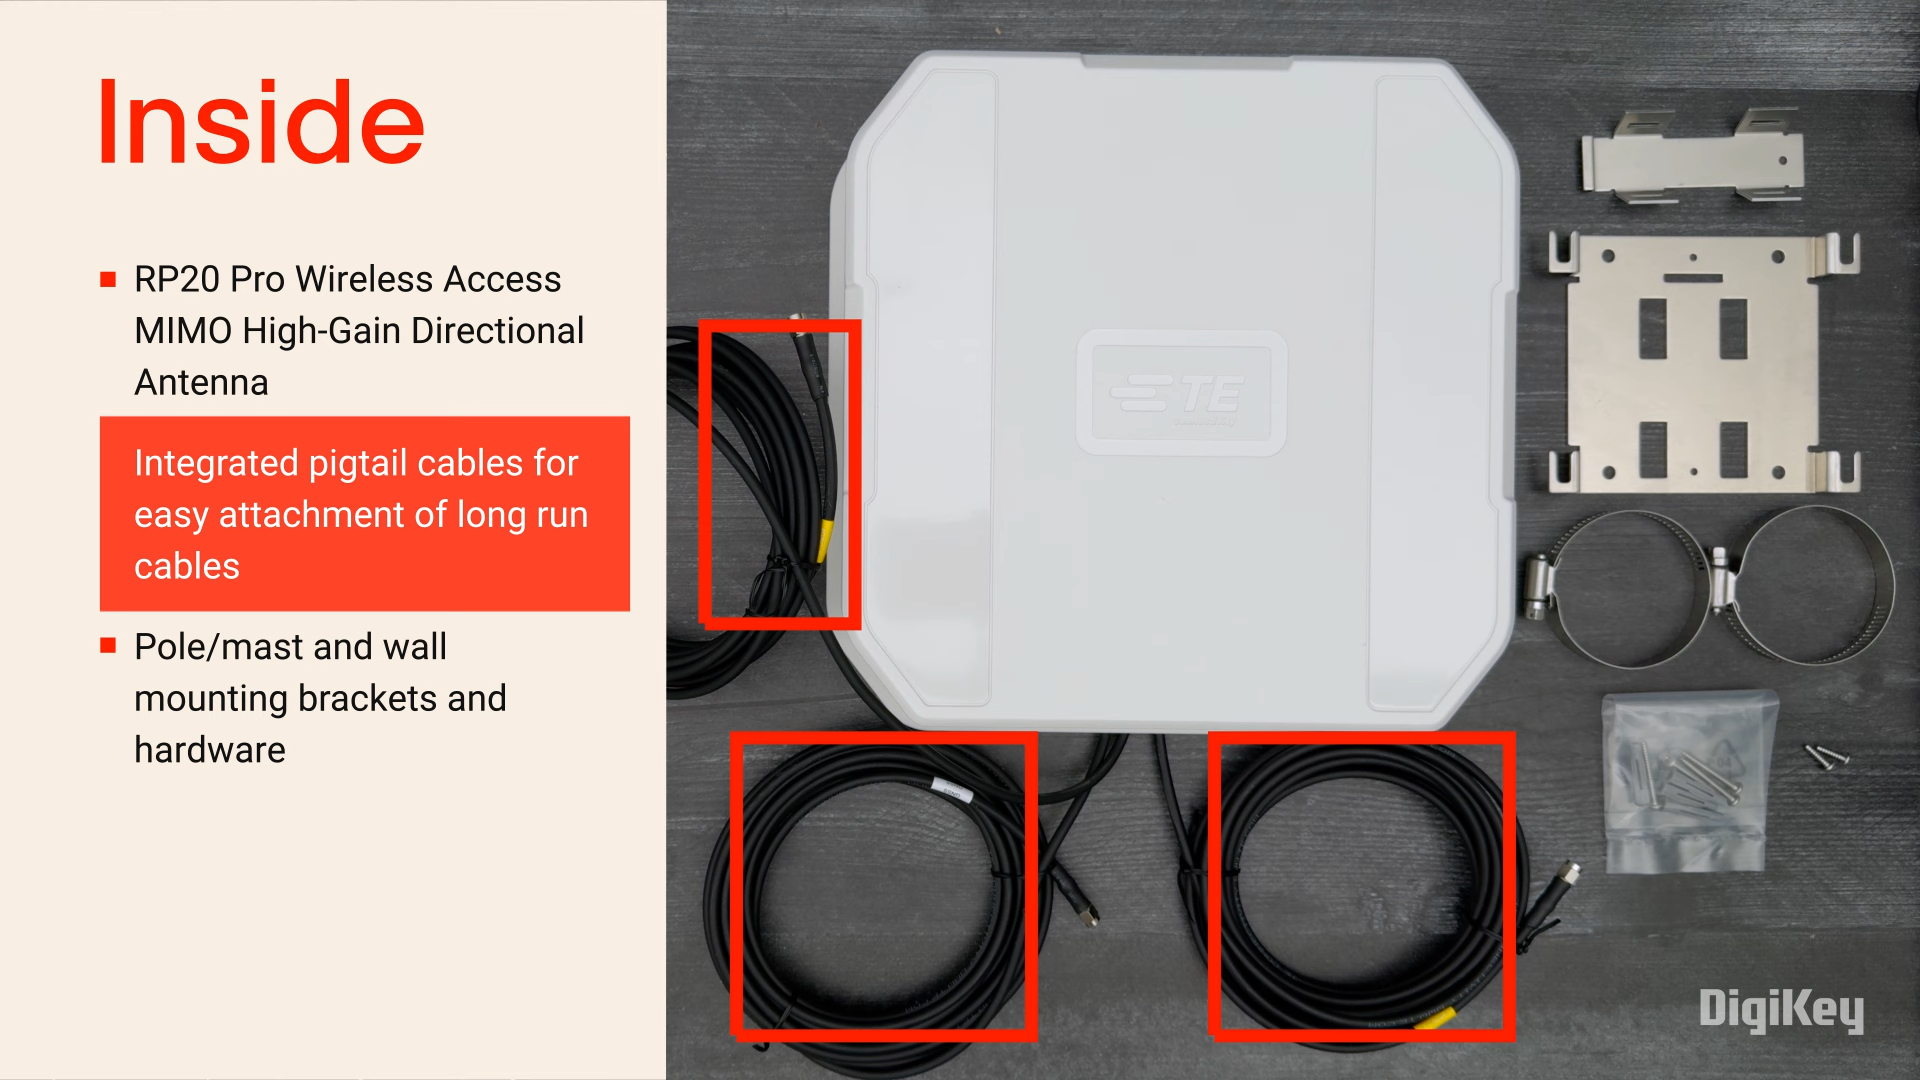 Inside
RP20 Pro Wireless Access
MIMO High-Gain Directional
Antenna
Integrated pigtail cables for
easy attachment of long run
cables
Pole/mast and wall
mounting brackets and
hardware
TE
DigiKey